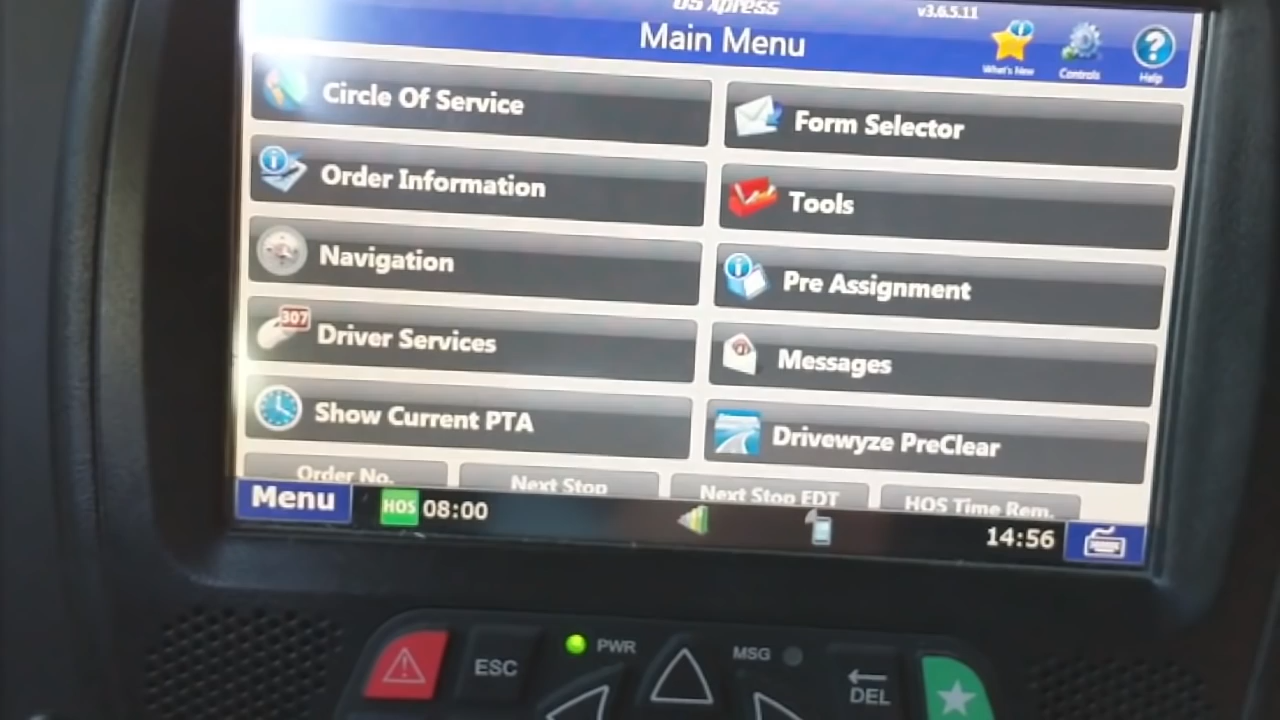 US Xpress
v3.6.5.11
Main Menu
What's New
Controls
Help
Circle Of Service
Form Selector
Order Information
Tools
Navigation
Pre Assignment
307
Driver Services
Messages
Show Current PTA
Drivewyze PreClear
Order No.
Next Stop
Next Stop EDT
HOS Time Rem.
Menu
HOS 08:00
14:56
ESC
PWR
MSG
DEL